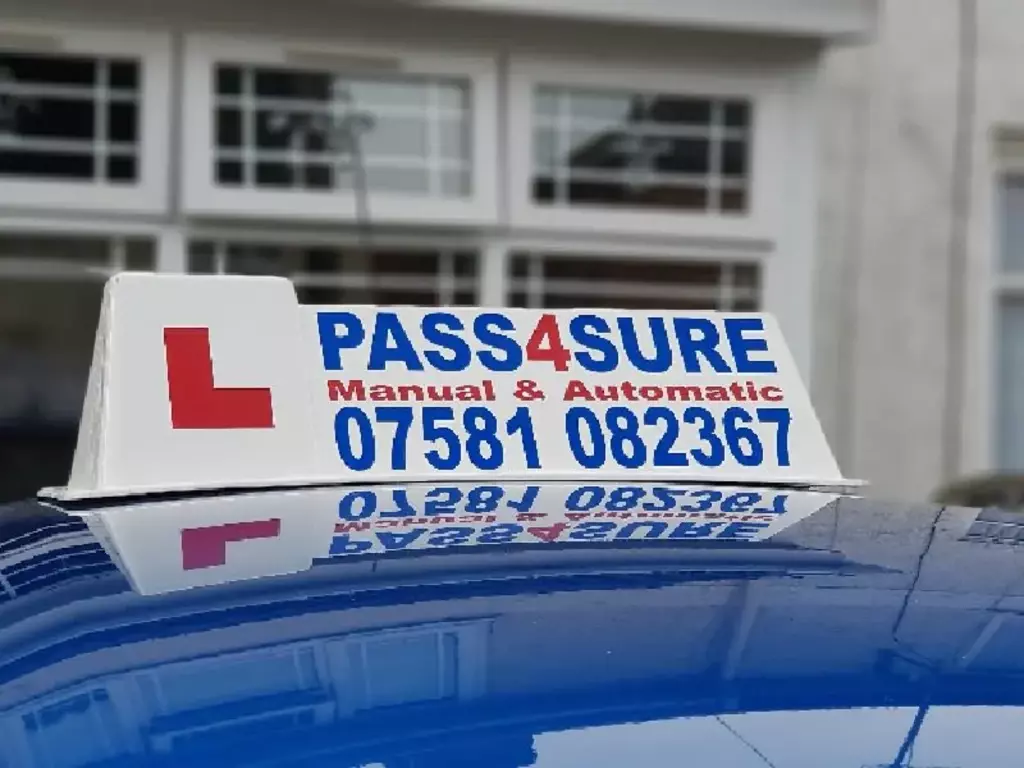 L
PASS4SURE
Manual & Automatic
07581 082367